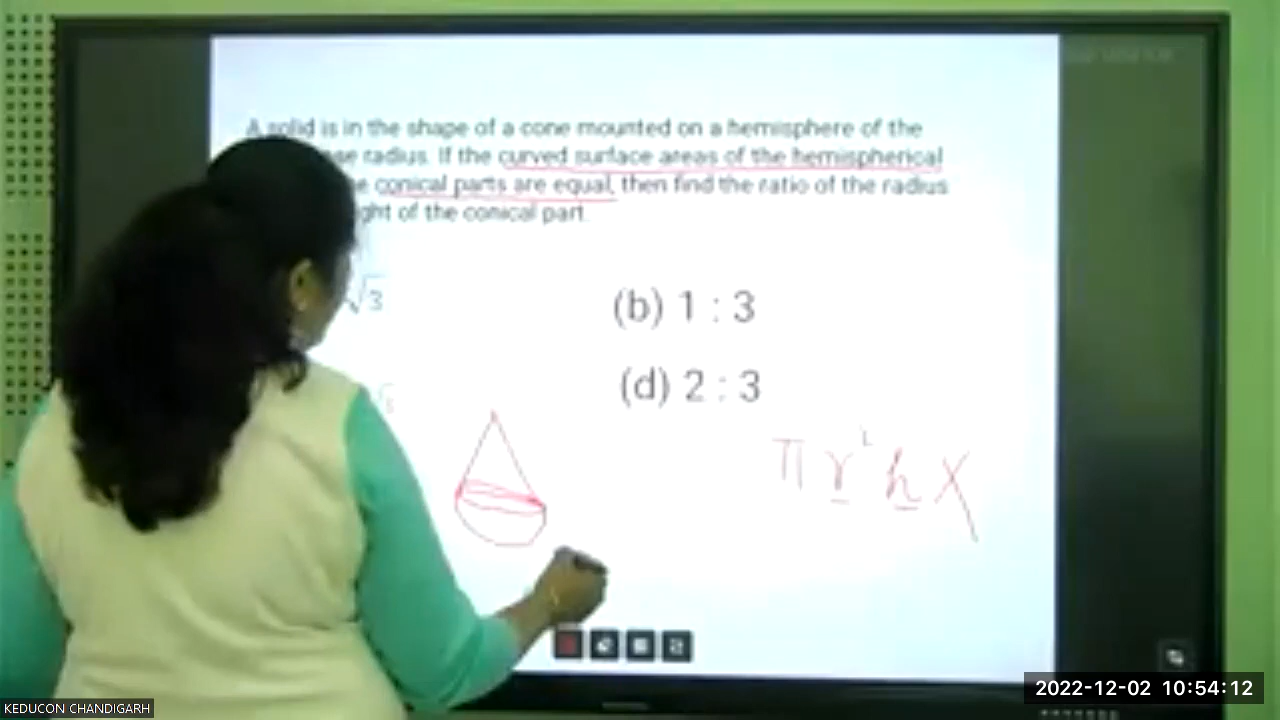 A solid is in the shape of a cone mounted on a hemisphere of the
radius. If the curved surface areas of the hemispherical
conical parts are equal, then find the ratio of the radius
of the conical part.
√3
(b) 1 : 3
(d) 2 : 3
π r² h X
KEDUCON CHANDIGARH
2022-12-02 10:54:12